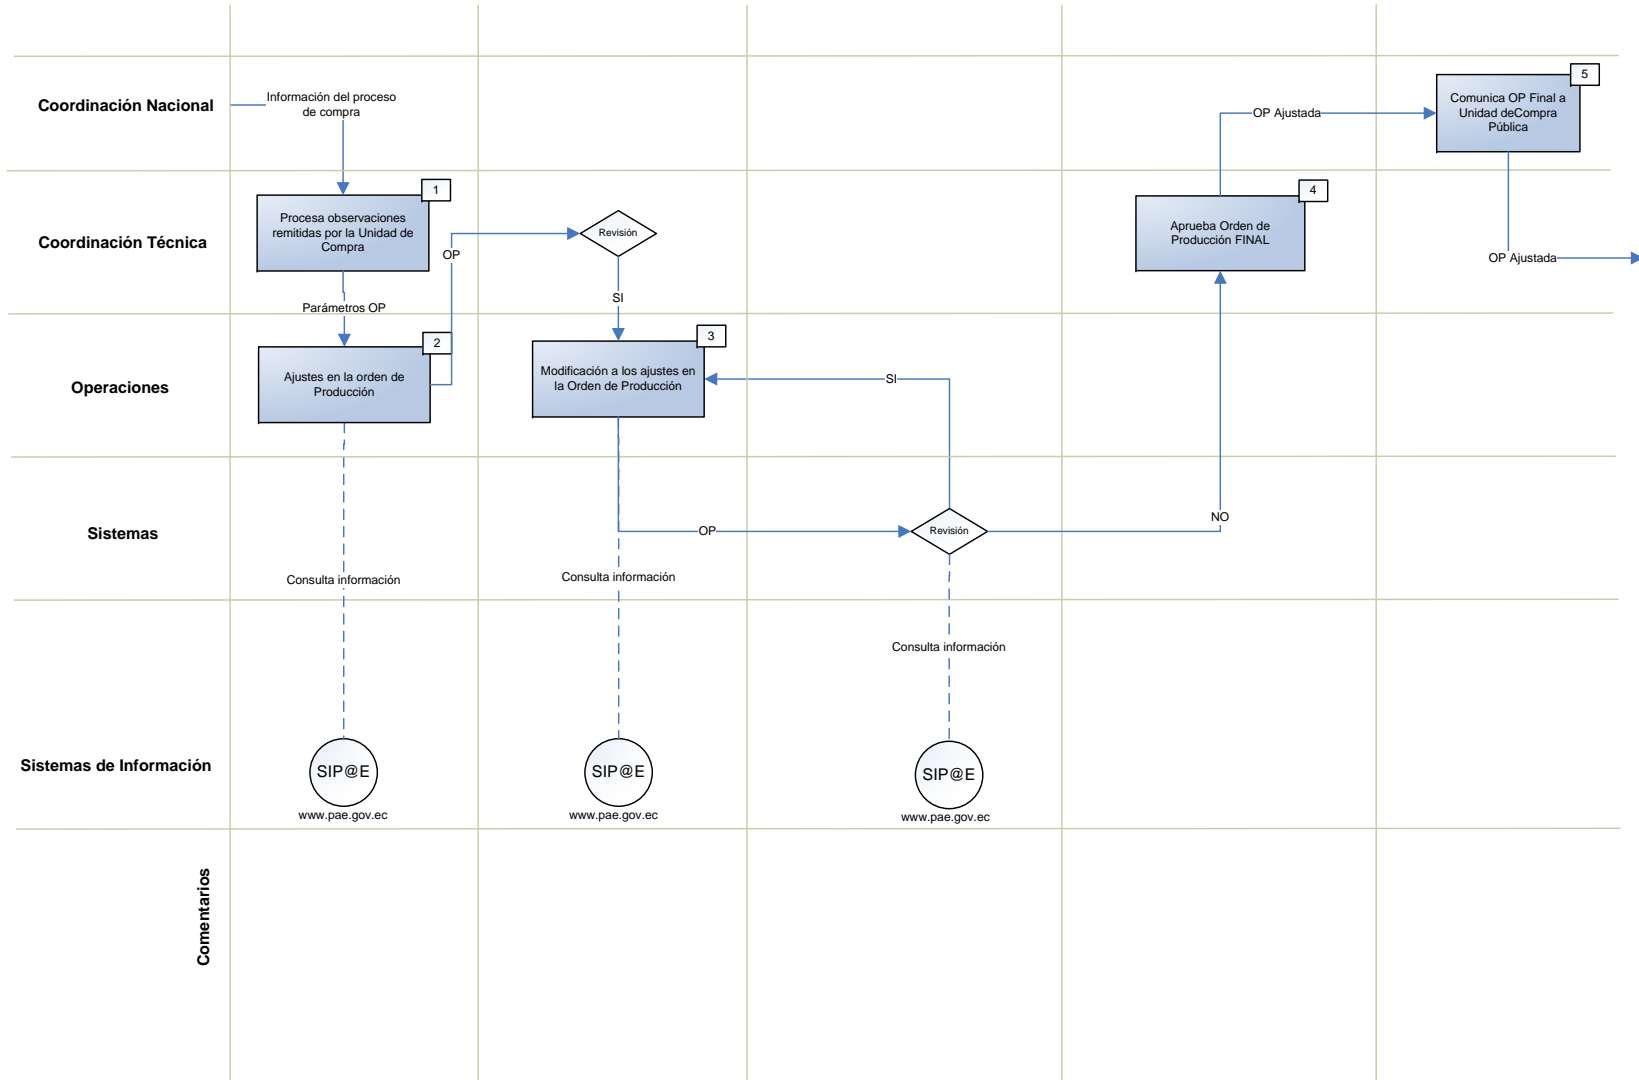 Coordinación Nacional
Información del proceso
de compra
OP Ajustada
5
Comunica OP Final a
Unidad deCompra
Pública
Coordinación Técnica
1
Procesa observaciones
remitidas por la Unidad de
Compra
OP
Revisión
SI
4
Aprueba Orden de
Producción FINAL
OP Ajustada
Parámetros OP
Operaciones
2
Ajustes en la orden de
Producción
3
Modificación a los ajustes en
la Orden de Producción
SI
Sistemas
OP
Revisión
NO
Consulta información
Consulta información
Consulta información
Sistemas de Información
SIP@E
www.pae.gov.ec
SIP@E
www.pae.gov.ec
SIP@E
www.pae.gov.ec
Comentarios